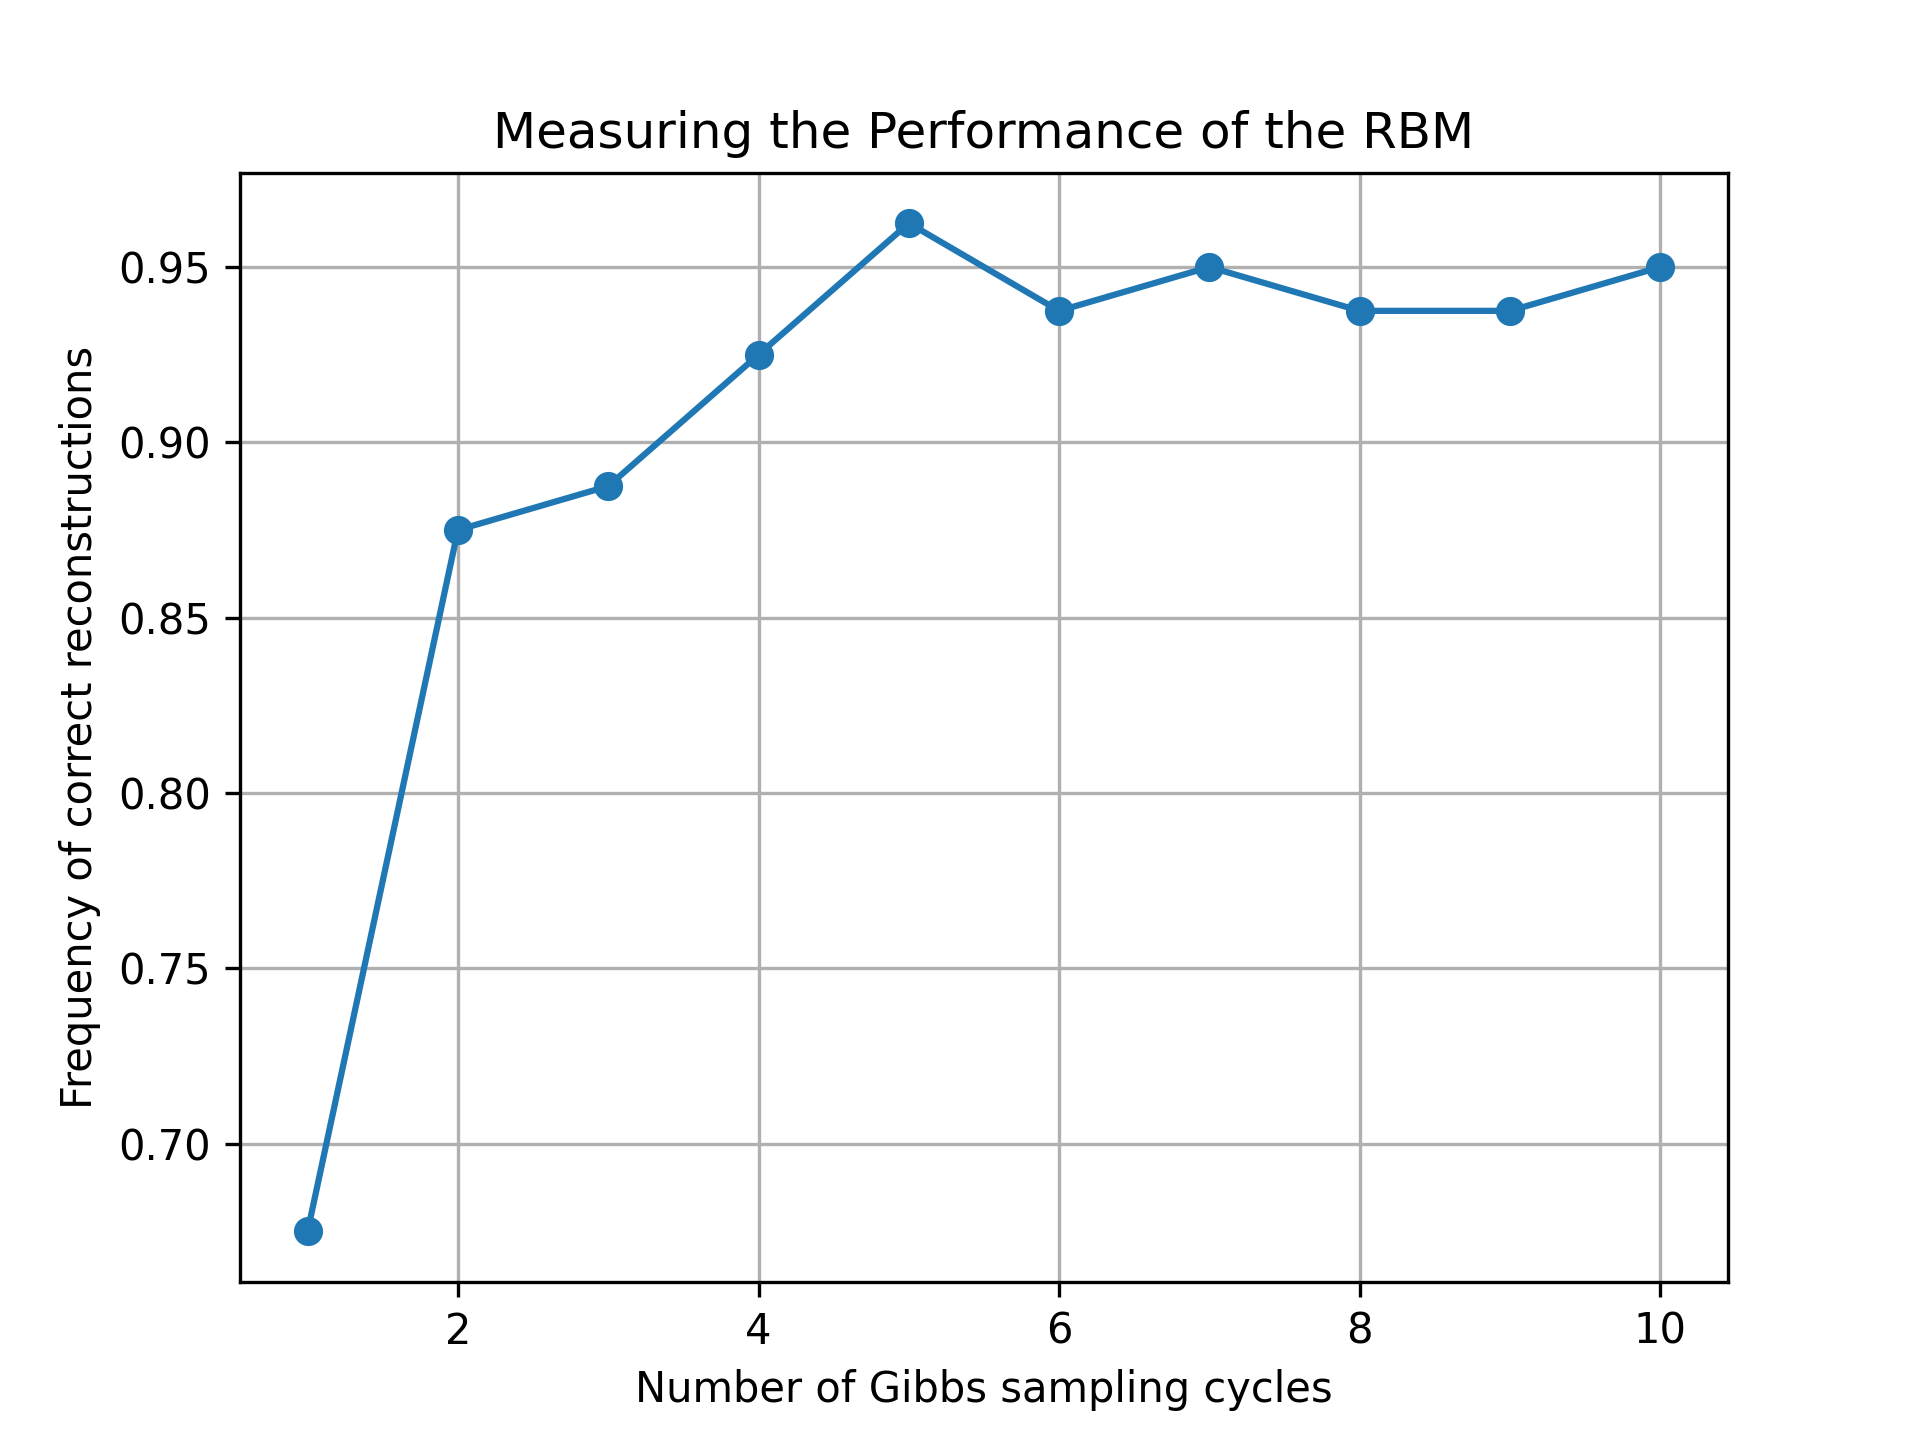 Measuring the Performance of the RBM
Frequency of correct reconstructions
0.95
0.90
0.85
0.80
0.75
0.70
2 4 6 8 10
Number of Gibbs sampling cycles